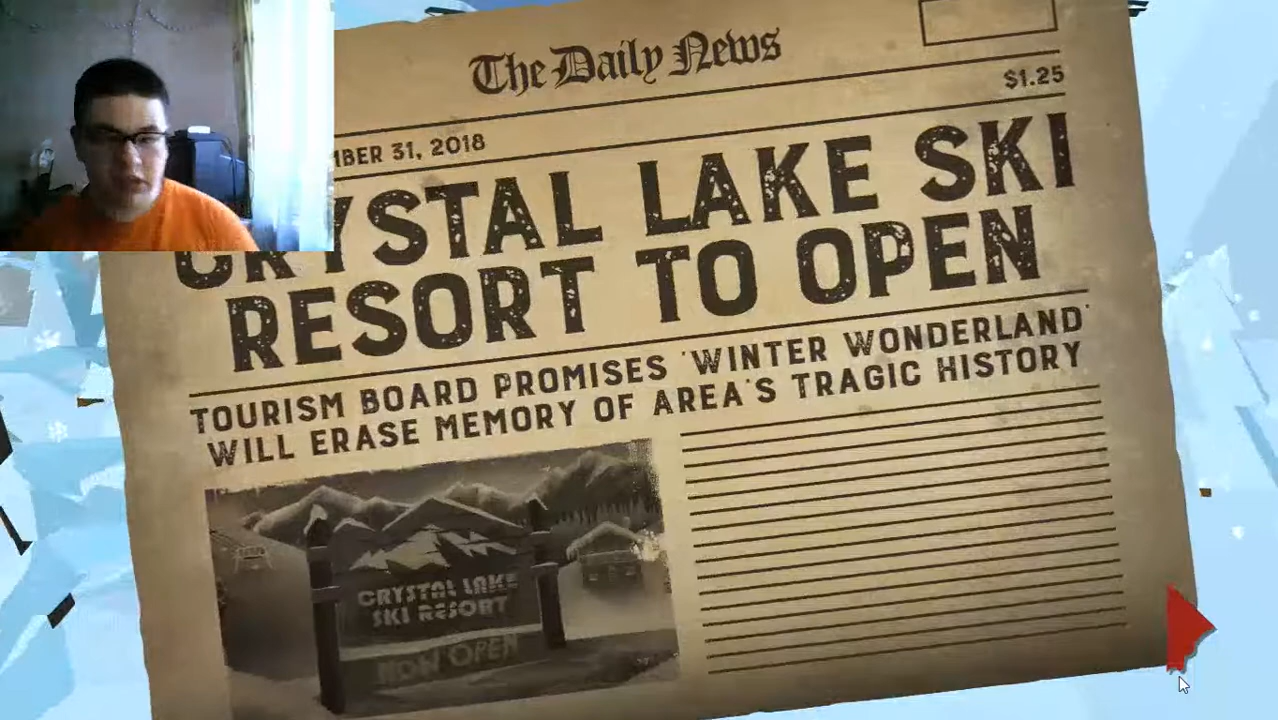 The Daily News
$1.25
BER 31, 2018
CRYSTAL LAKE SKI
RESORT TO OPEN
TOURISM BOARD PROMISES 'WINTER WONDERLAND'
WILL ERASE MEMORY OF AREA'S TRAGIC HISTORY
CRYSTAL LAKE
SKI RESORT
NOW OPEN